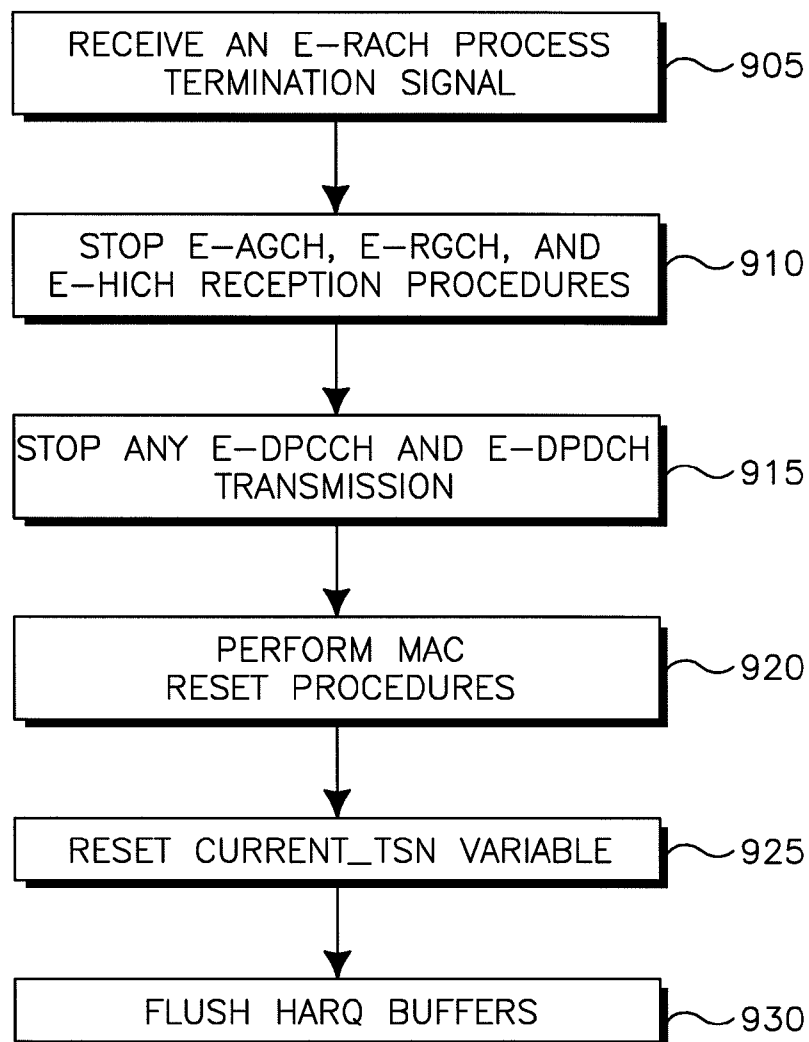 RECEIVE AN E-RACH PROCESS
TERMINATION SIGNAL
905
STOP E-AGCH, E-RGCH, AND
E-HICH RECEPTION PROCEDURES
910
STOP ANY E-DPCCH AND E-DPDCH
TRANSMISSION
915
PERFORM MAC
RESET PROCEDURES
920
RESET CURRENT_TSN VARIABLE
925
FLUSH HARQ BUFFERS
930